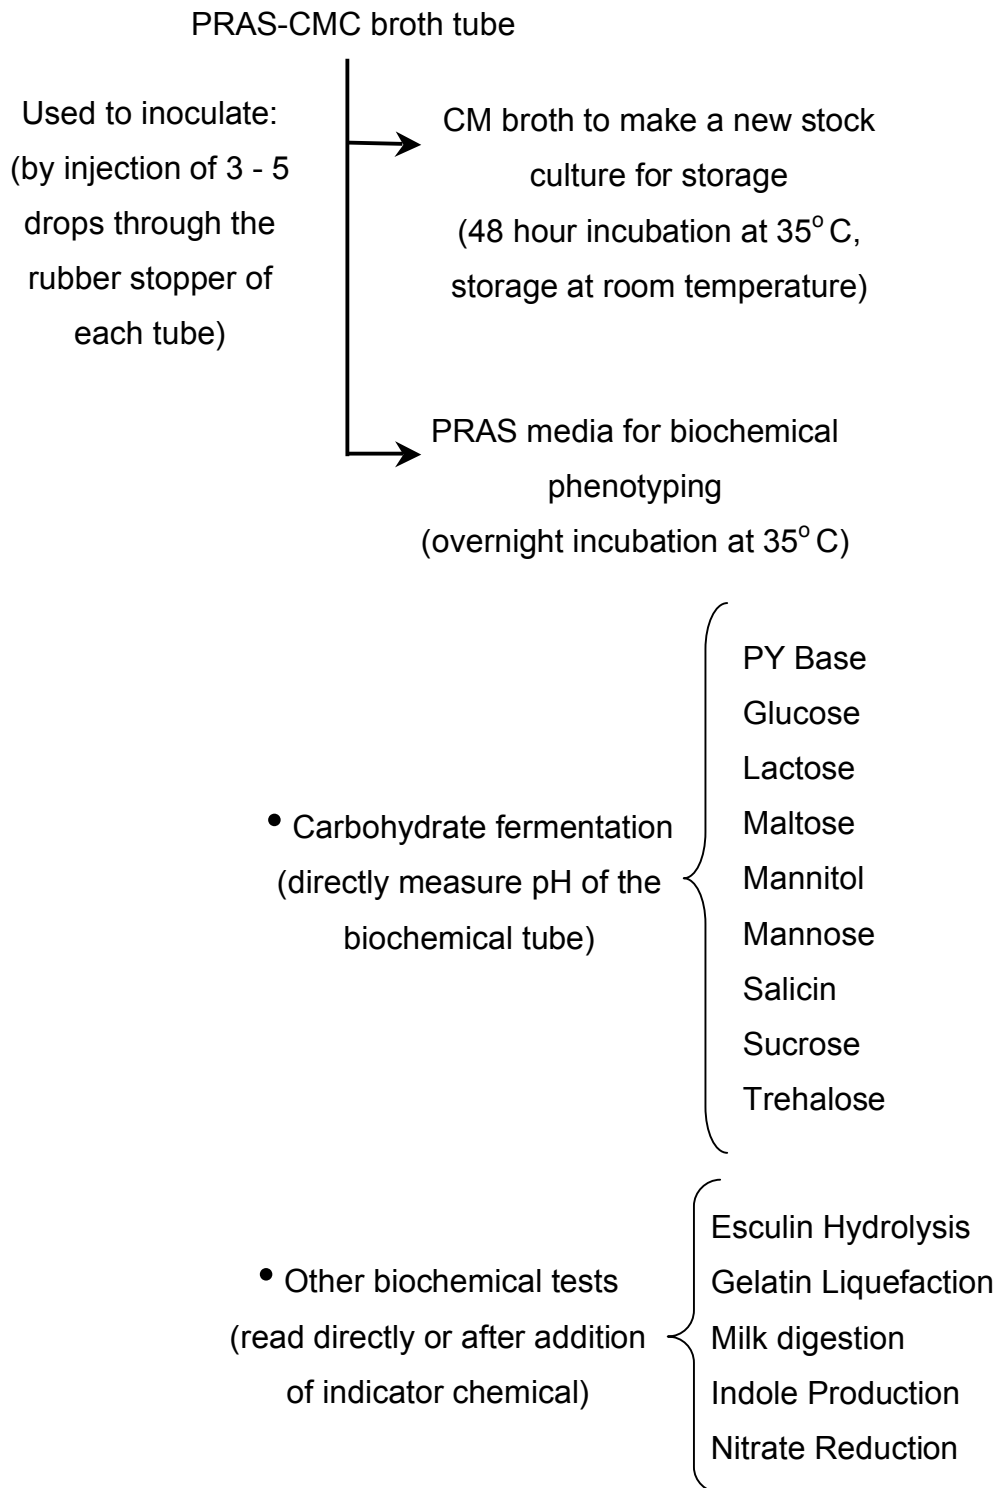 PRAS-CMC broth tube
Used to inoculate:
(by injection of 3 - 5
drops through the
rubber stopper of
each tube)
CM broth to make a new stock
culture for storage
(48 hour incubation at 35° C,
storage at room temperature)
PRAS media for biochemical
phenotyping
(overnight incubation at 35° C)
• Carbohydrate fermentation
(directly measure pH of the
biochemical tube)
PY Base
Glucose
Lactose
Maltose
Mannitol
Mannose
Salicin
Sucrose
Trehalose
• Other biochemical tests
(read directly or after addition
of indicator chemical)
Esculin Hydrolysis
Gelatin Liquefaction
Milk digestion
Indole Production
Nitrate Reduction